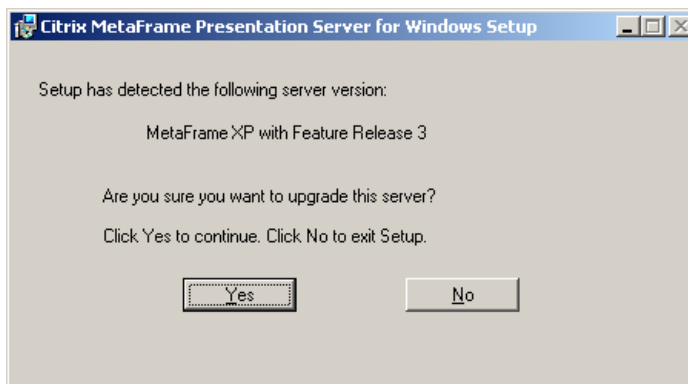 Citrix MetaFrame Presentation Server for Windows Setup
Setup has detected the following server version:
MetaFrame XP with Feature Release 3
Are you sure you want to upgrade this server?
Click Yes to continue. Click No to exit Setup.
Yes No